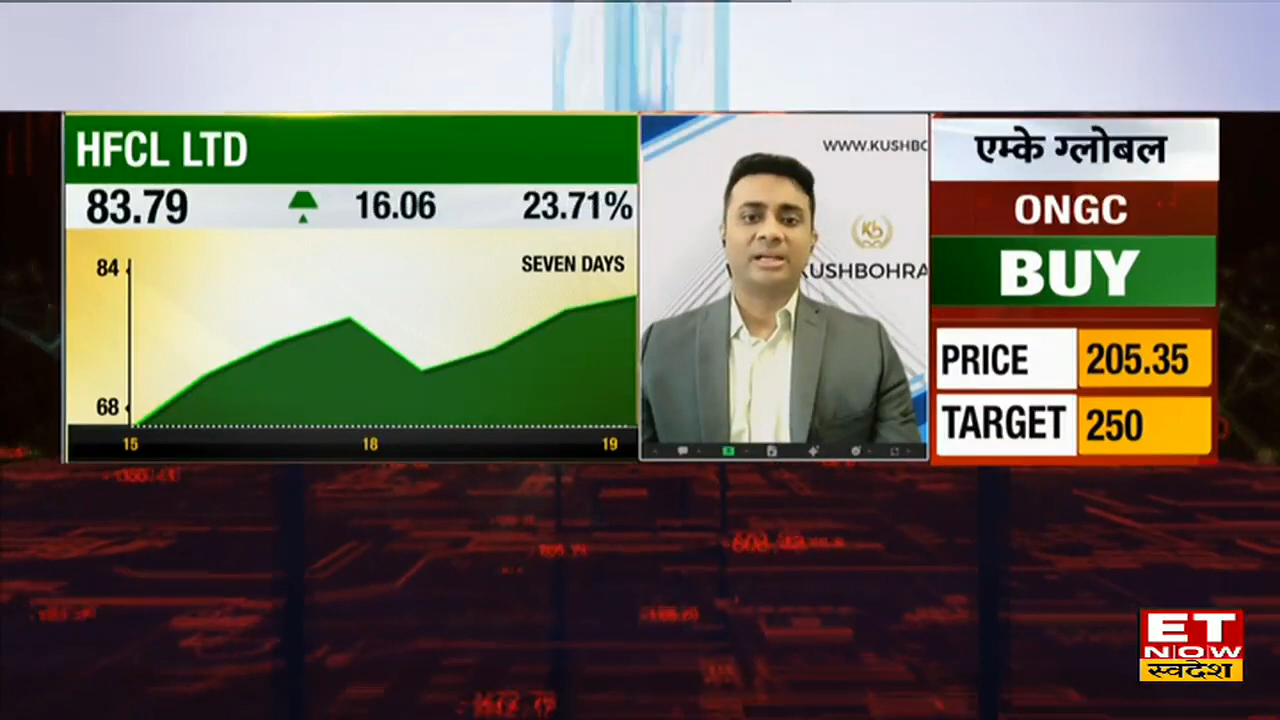 HFCL LTD
83.79 16.06 23.71%
SEVEN DAYS
84
68
15 18 19
WWW.KUSHBO
Kb
KUSHBOHRA
एम्के ग्लोबल
ONGC
BUY
PRICE 205.35
TARGET 250
ET
NOW
स्वदेश